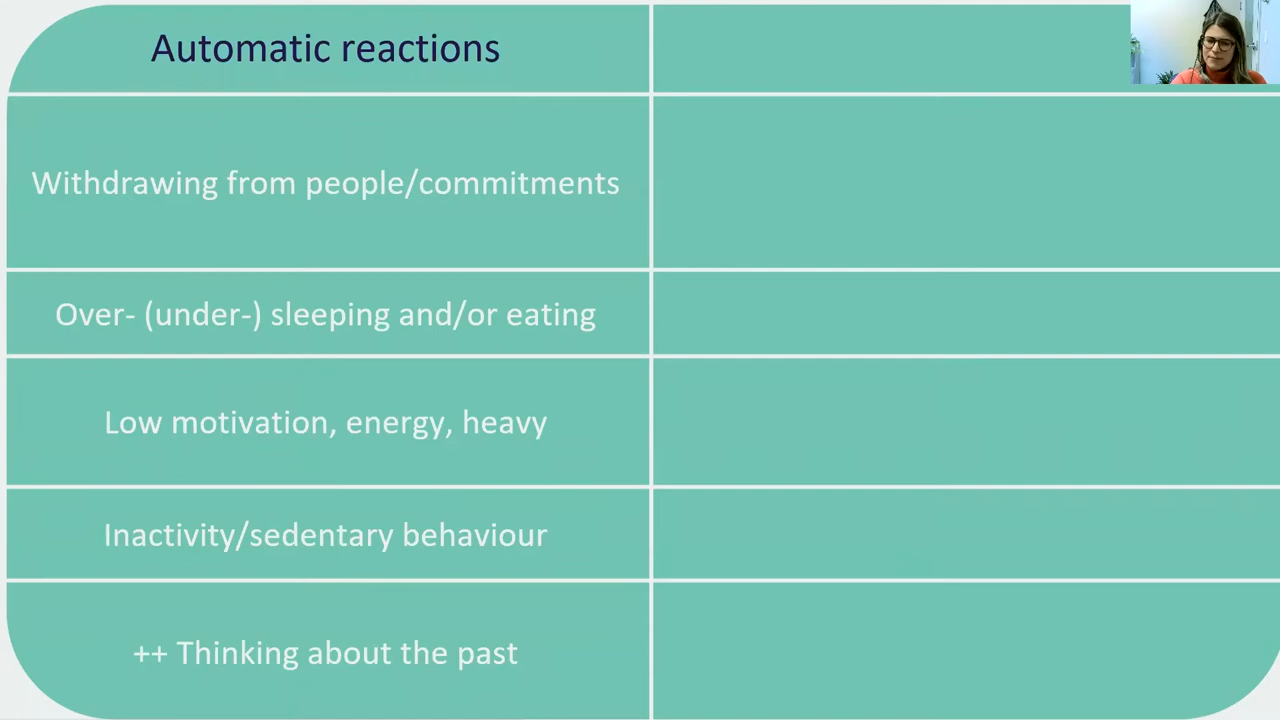 Automatic reactions
Withdrawing from people/commitments
Over- (under-) sleeping and/or eating
Low motivation, energy, heavy
Inactivity/sedentary behaviour
++ Thinking about the past